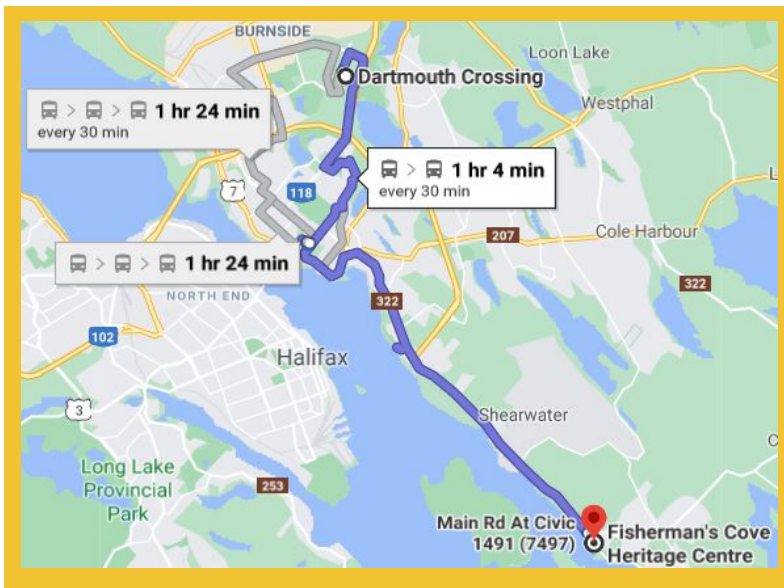 BURNSIDE
Loon Lake
Dartmouth Crossing
Westphal
1 hr 24 min
every 30 min
1 hr 4 min
every 30 min
7
118
207
Cole Harbour
1 hr 24 min
322
NORTH END
322
102
Halifax
3
Shearwater
Long Lake
Provincial
Park
253
Main Rd At Civic
1491 (7497)
Fisherman's Cove
Heritage Centre